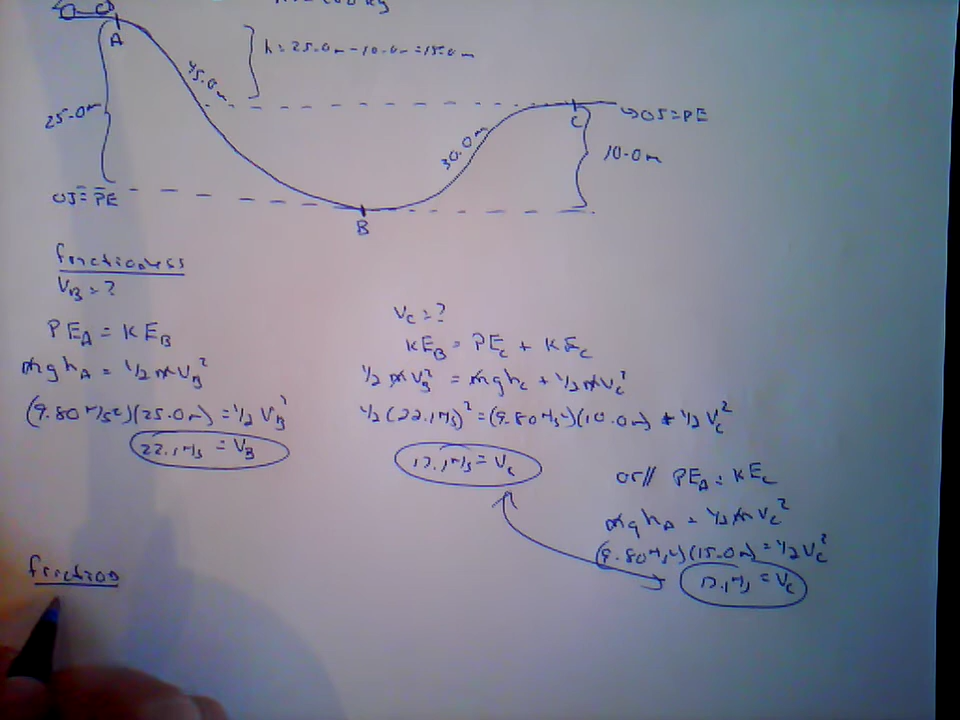 A
h = 25.0m - 10.0m = 15.0m
45.0m
25.0m
C
→ 0J = PE
30.0m
10.0m
0J = PE
B
frictionless
VB = ?
PEA = KEB
mghA = 1/2 mVB²
(9.80 m/s²)(25.0m) = 1/2 VB²
22.1 m/s = VB
VC = ?
KEB = PEC + KEC
1/2 mVB² = mghC + 1/2 mVC²
1/2 (22.1 m/s)² = (9.80 m/s²)(10.0m) + 1/2 VC²
17.1 m/s = VC
or// PEA = KEC
mghA = 1/2 mVC²
(9.80 m/s²)(15.0m) = 1/2 VC²
17.1 m/s = VC
friction